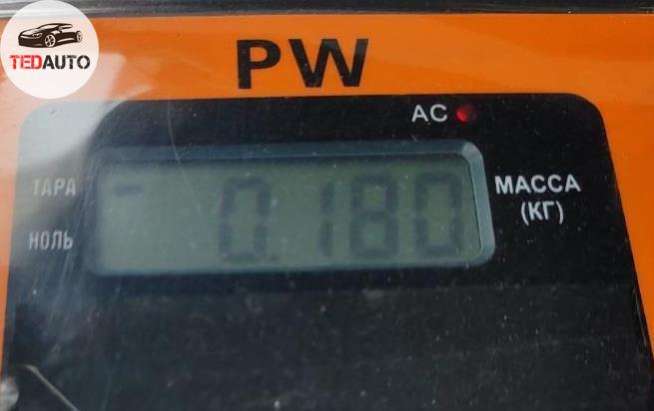 TEDAUTO
PW
AC
ТАРА
НОЛЬ
0.180
МАССА
(КГ)